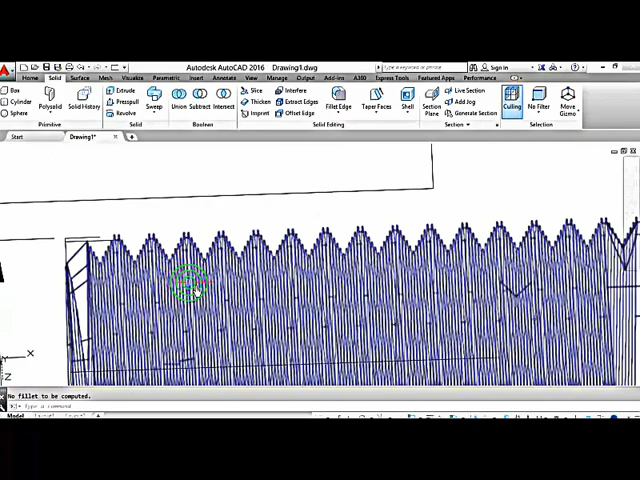 Autodesk AutoCAD 2016 Drawing1.dwg Type a keyword or phrase Sign In
Home Solid Surface Mesh Visualize Parametric Insert Annotate View Manage Output Add-ins A360 Express Tools Featured Apps Performance
Box Extrude Slice Interfere Live Section
Cylinder Polysolid Solid History Presspull Sweep Union Subtract Intersect Thicken Extract Edges Fillet Edge Taper Faces Shell Section Plane Add Jog Culling No Filter Move Gizmo
Sphere Revolve Imprint Offset Edge Generate Section
Primitive Solid Boolean Solid Editing Section Selection
Start Drawing1*
X
Z
No fillet to be computed.
Type a command
Model